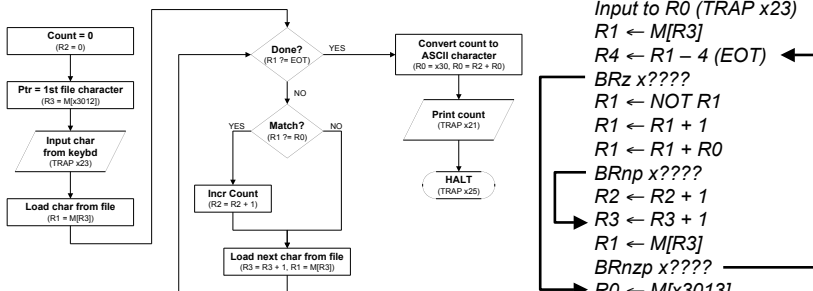 Count = 0
(R2 = 0)
Ptr = 1st file character
(R3 = M[x3012])
Input char
from keybd
(TRAP x23)
Load char from file
(R1 = M[R3])
Done?
(R1 ?= EOT)
YES
NO
Match?
(R1 ?= R0)
YES
NO
Incr Count
(R2 = R2 + 1)
Load next char from file
(R3 = R3 + 1, R1 = M[R3])
Convert count to
ASCII character
(R0 = x30, R0 = R2 + R0)
Print count
(TRAP x21)
HALT
(TRAP x25)
Input to R0 (TRAP x23)
R1 ← M[R3]
R4 ← R1 – 4 (EOT)
BRz x????
R1 ← NOT R1
R1 ← R1 + 1
R1 ← R1 + R0
BRnp x????
R2 ← R2 + 1
R3 ← R3 + 1
R1 ← M[R3]
BRnzp x????
R0 ← M[x3013]